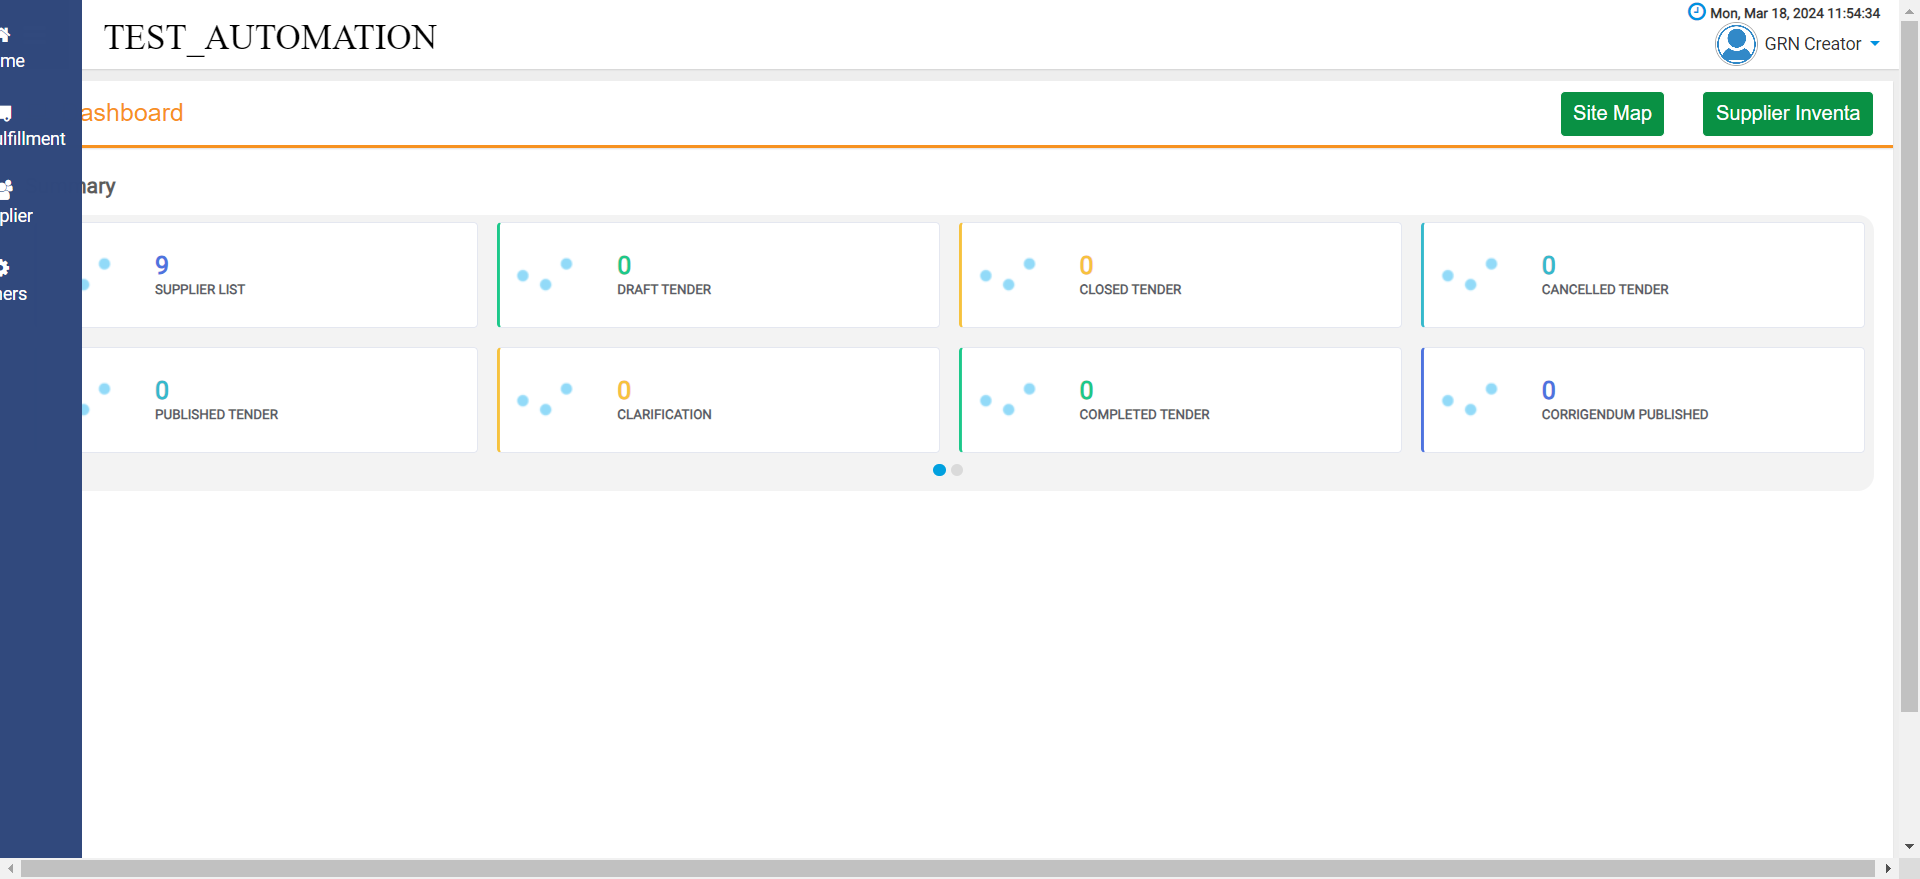 Mon, Mar 18, 2024 11:54:34
TEST_AUTOMATION
GRN Creator
me
ashboard
Site Map
Supplier Inventa
lfillment
nary
plier
9
SUPPLIER LIST
0
DRAFT TENDER
0
CLOSED TENDER
0
CANCELLED TENDER
ners
0
PUBLISHED TENDER
0
CLARIFICATION
0
COMPLETED TENDER
0
CORRIGENDUM PUBLISHED